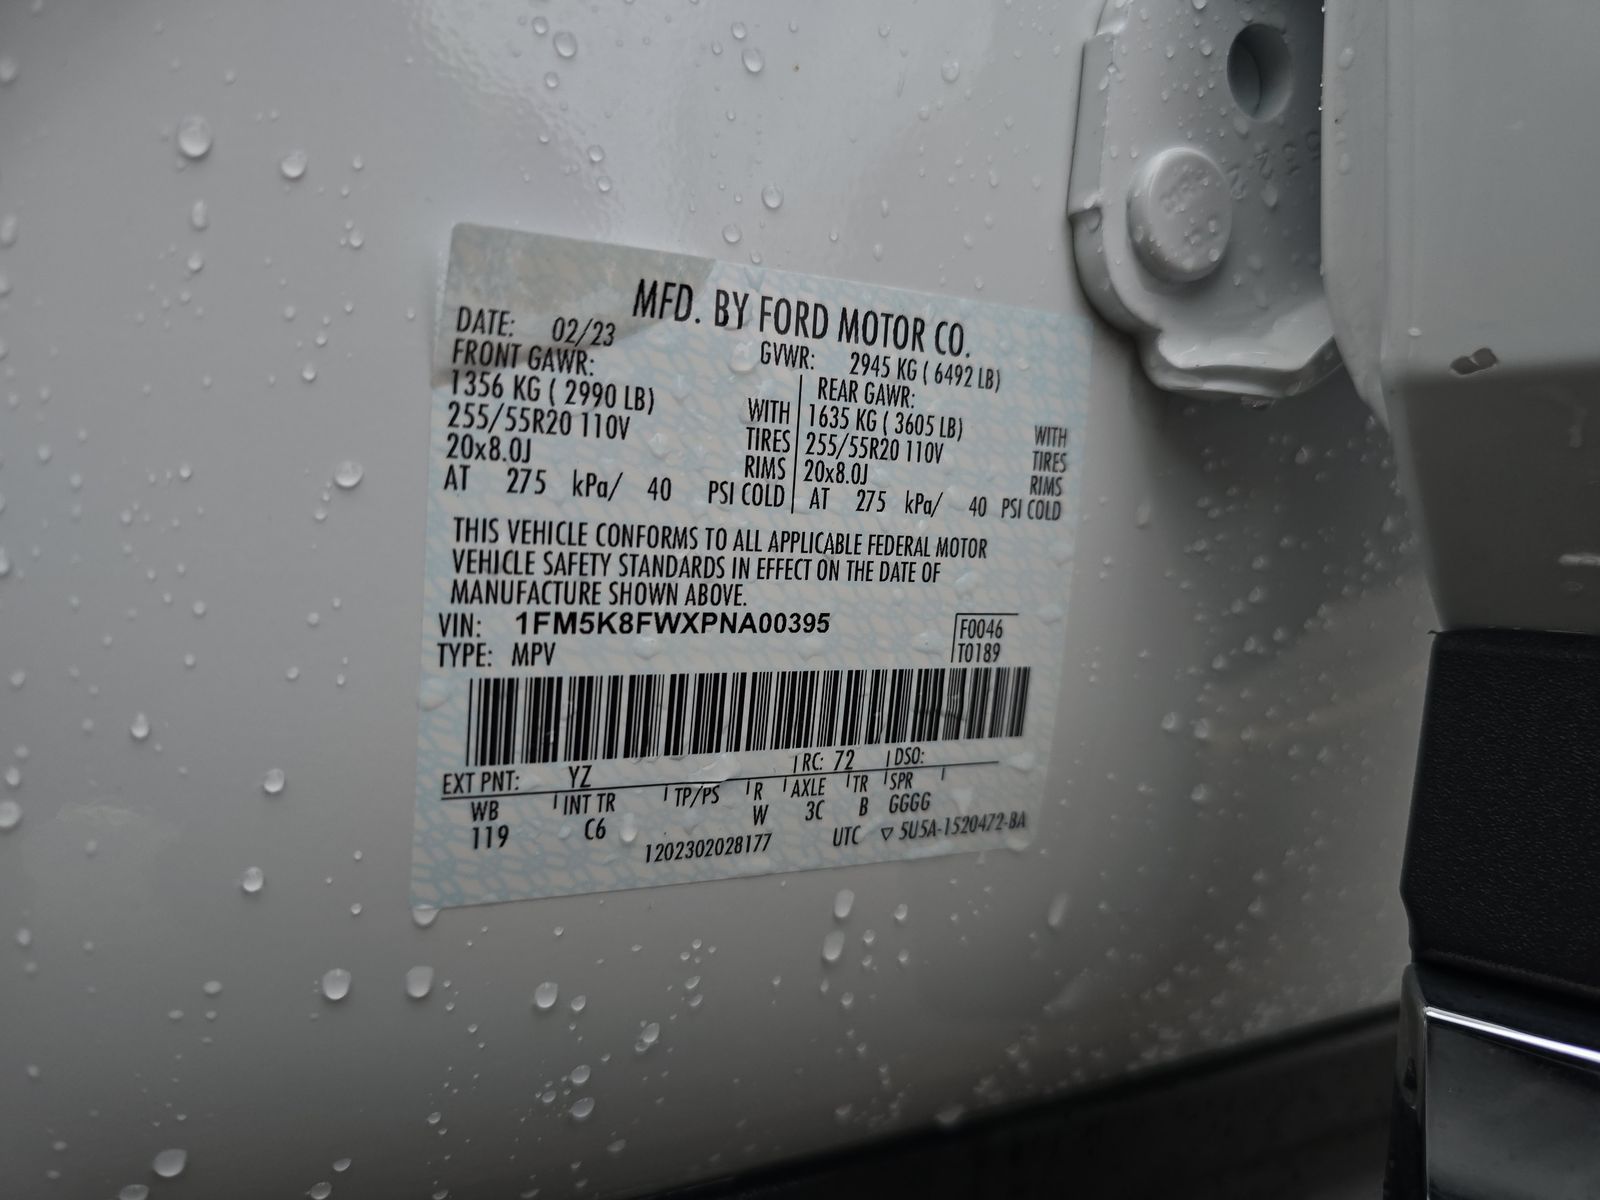 MFD. BY FORD MOTOR CO.
DATE: 02/23 GVWR: 2945 KG ( 6492 LB)
FRONT GAWR: REAR GAWR:
1356 KG ( 2990 LB) WITH 1635 KG ( 3605 LB) WITH
255/55R20 110V TIRES 255/55R20 110V TIRES
20x8.0J RIMS 20x8.0J RIMS
AT 275 kPa/ 40 PSI COLD AT 275 kPa/ 40 PSI COLD
THIS VEHICLE CONFORMS TO ALL APPLICABLE FEDERAL MOTOR
VEHICLE SAFETY STANDARDS IN EFFECT ON THE DATE OF
MANUFACTURE SHOWN ABOVE.
VIN: 1FM5K8FWXPNA00395 F0046
TYPE: MPV T0189
EXT PNT: YZ RC: 72 DSO:
WB INT TR TP/PS R AXLE TR SPR
119 C6 W 3C B GGGG
1202302028177 UTC ▽ 5U5A-1520472-BA